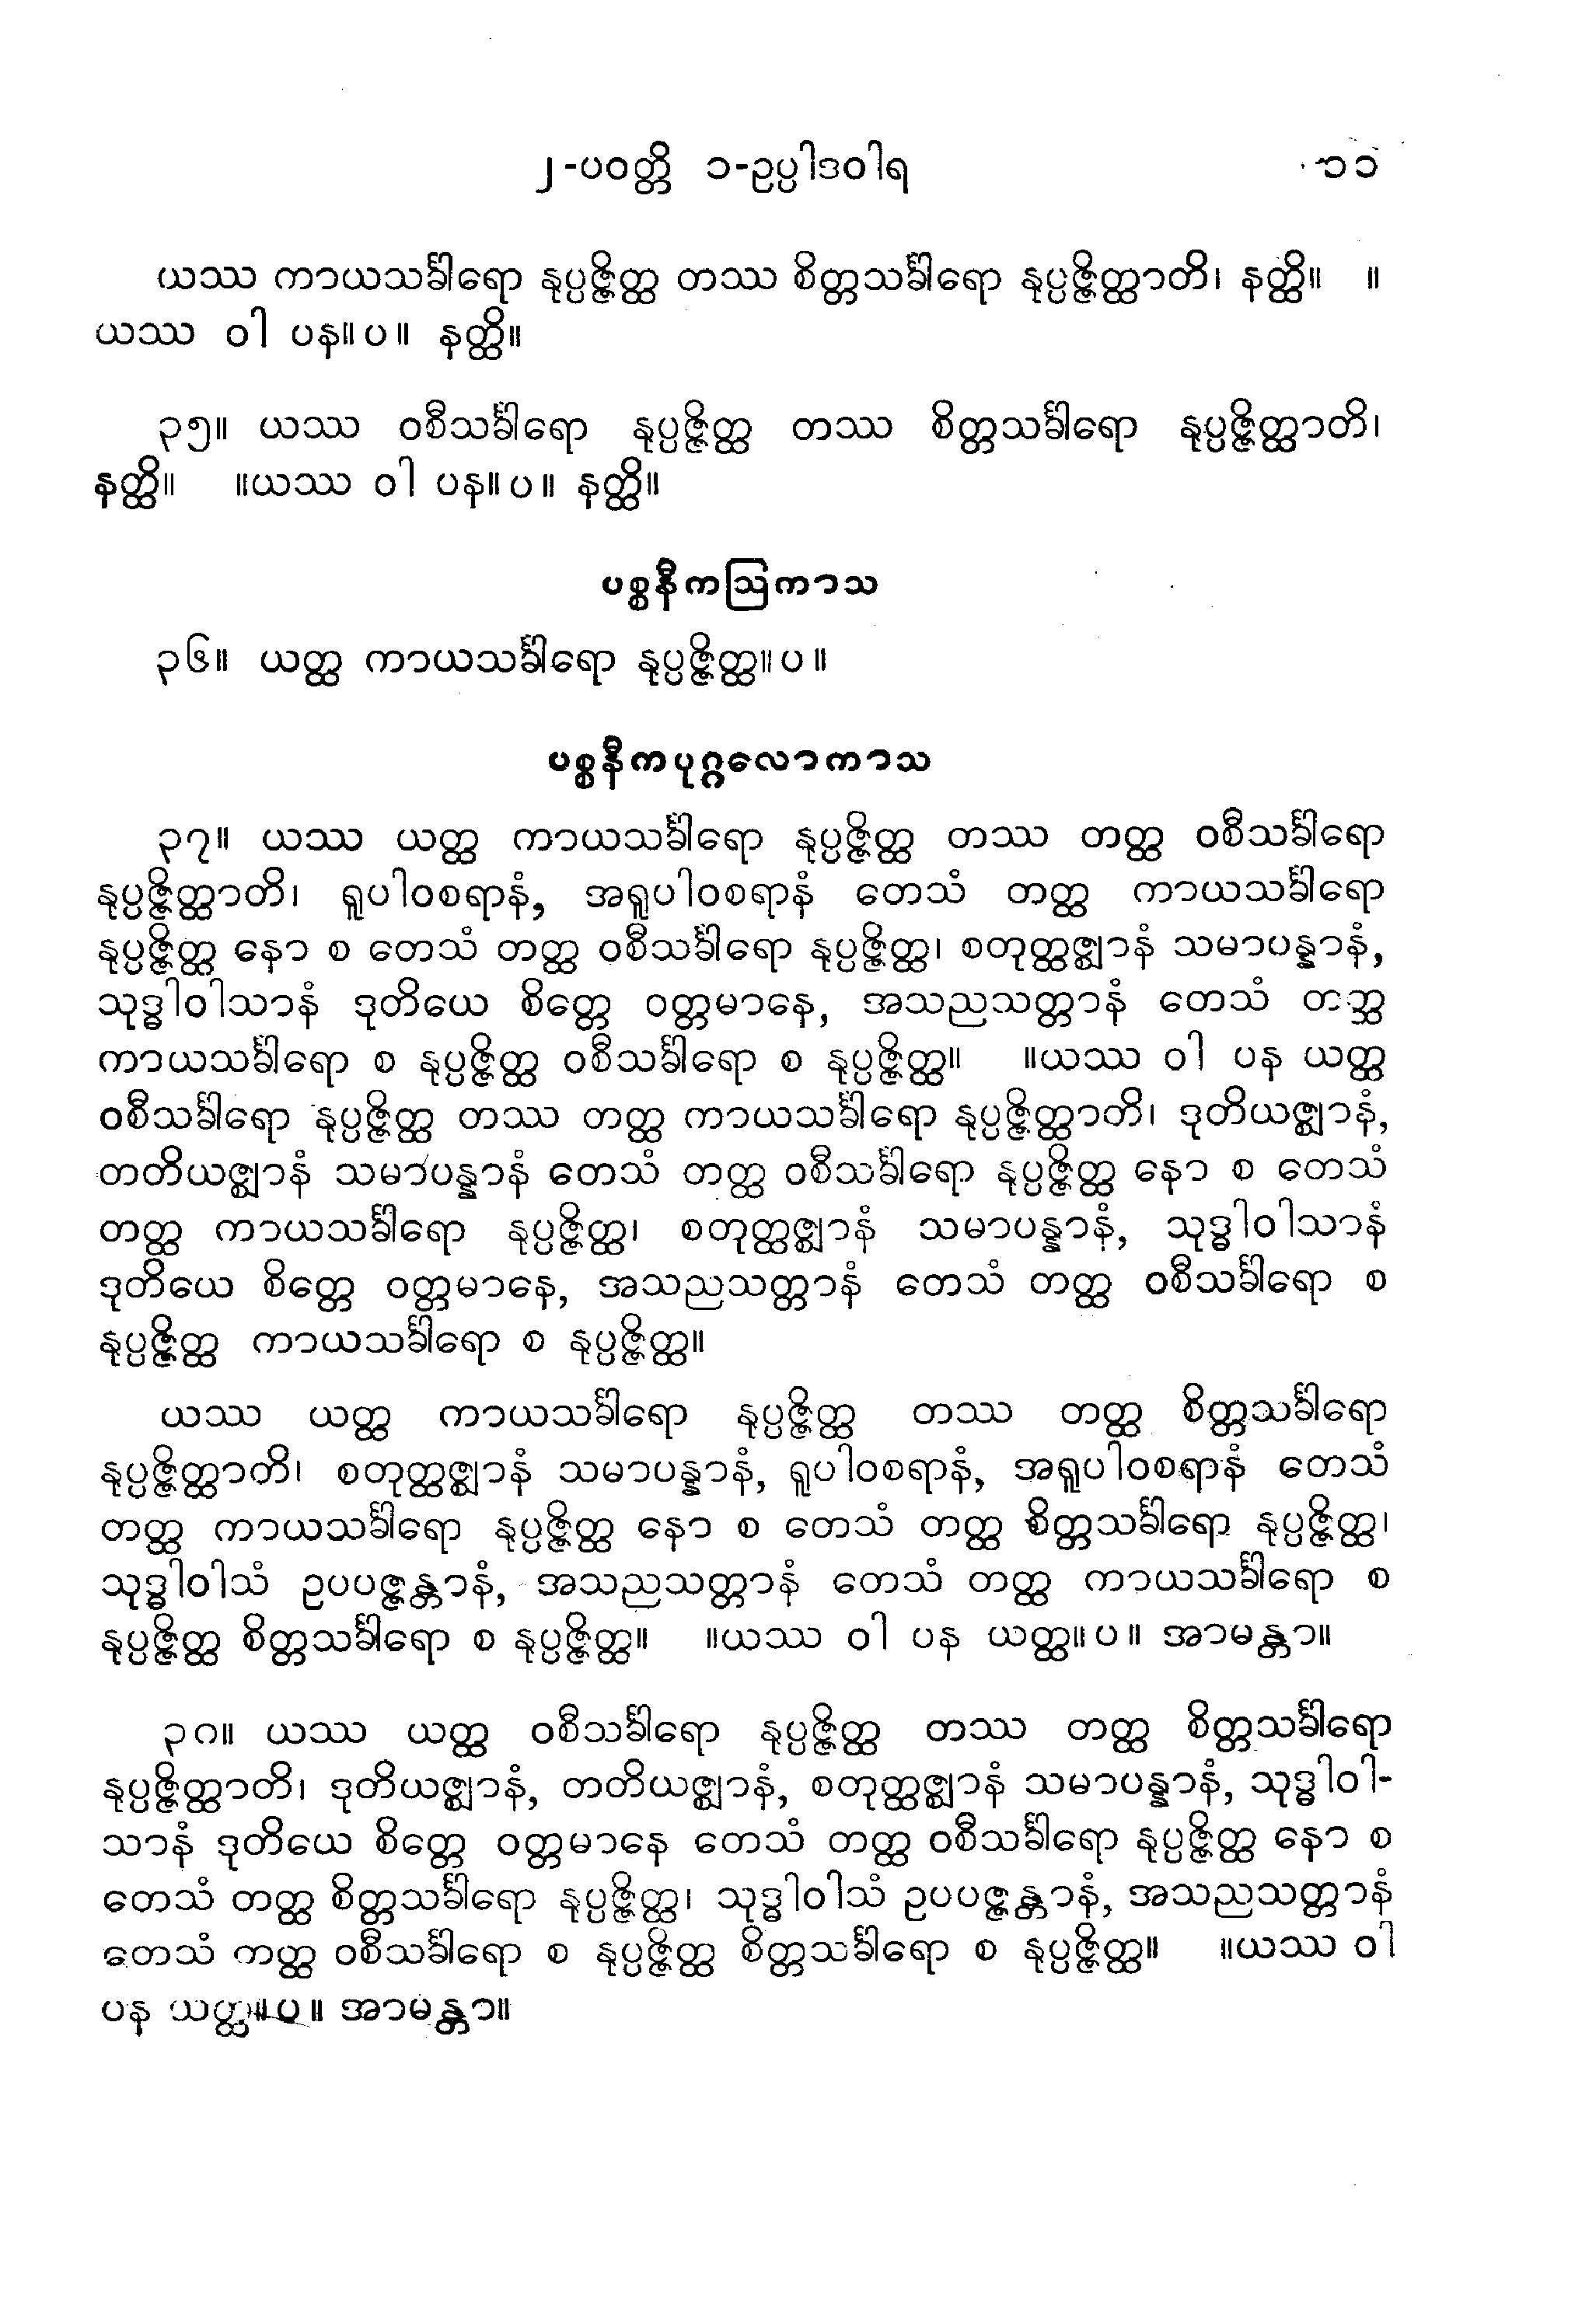 ၂-ပဝတ္တိ ၁-ဥပ္ပါဒဝါရ ၁၁
ယဿ ကာယသင်္ခါရော နုပ္ပဇ္ဇိတ္ထ တဿ စိတ္တသင်္ခါရော နုပ္ပဇ္ဇိတ္ထာတိ၊ နတ္ထိ။ ။
ယဿ ဝါ ပန။ပ။ နတ္ထိ။
၃၅။ ယဿ ဝစီသင်္ခါရော နုပ္ပဇ္ဇိတ္ထ တဿ စိတ္တသင်္ခါရော နုပ္ပဇ္ဇိတ္ထာတိ၊
နတ္ထိ။ ။ယဿ ဝါ ပန။ပ။ နတ္ထိ။
ပစ္စနီကဩကာသ
၃၆။ ယတ္ထ ကာယသင်္ခါရော နုပ္ပဇ္ဇိတ္ထ။ပ။
ပစ္စနီကပုဂ္ဂလောကာသ
၃၇။ ယဿ ယတ္ထ ကာယသင်္ခါရော နုပ္ပဇ္ဇိတ္ထ တဿ တတ္ထ ဝစီသင်္ခါရော
နုပ္ပဇ္ဇိတ္ထာတိ၊ ရူပါဝစရာနံ, အရူပါဝစရာနံ တေသံ တတ္ထ ကာယသင်္ခါရော
နုပ္ပဇ္ဇိတ္ထ နော စ တေသံ တတ္ထ ဝစီသင်္ခါရော နုပ္ပဇ္ဇိတ္ထ၊ စတုတ္ထဇ္ဈာနံ သမာပန္နာနံ,
သုဒ္ဓါဝါသာနံ ဒုတိယေ စိတ္တေ ဝတ္တမာနေ, အသညသတ္တာနံ တေသံ တတ္ထ
ကာယသင်္ခါရော စ နုပ္ပဇ္ဇိတ္ထ ဝစီသင်္ခါရော စ နုပ္ပဇ္ဇိတ္ထ။ ။ယဿ ဝါ ပန ယတ္ထ
ဝစီသင်္ခါရော နုပ္ပဇ္ဇိတ္ထ တဿ တတ္ထ ကာယသင်္ခါရော နုပ္ပဇ္ဇိတ္ထာတိ၊ ဒုတိယဇ္ဈာနံ,
တတိယဇ္ဈာနံ သမာပန္နာနံ တေသံ တတ္ထ ဝစီသင်္ခါရော နုပ္ပဇ္ဇိတ္ထ နော စ တေသံ
တတ္ထ ကာယသင်္ခါရော နုပ္ပဇ္ဇိတ္ထ၊ စတုတ္ထဇ္ဈာနံ သမာပန္နာနံ, သုဒ္ဓါဝါသာနံ
ဒုတိယေ စိတ္တေ ဝတ္တမာနေ, အသညသတ္တာနံ တေသံ တတ္ထ ဝစီသင်္ခါရော စ
နုပ္ပဇ္ဇိတ္ထ ကာယသင်္ခါရော စ နုပ္ပဇ္ဇိတ္ထ။
ယဿ ယတ္ထ ကာယသင်္ခါရော နုပ္ပဇ္ဇိတ္ထ တဿ တတ္ထ စိတ္တသင်္ခါရော
နုပ္ပဇ္ဇိတ္ထာတိ၊ စတုတ္ထဇ္ဈာနံ သမာပန္နာနံ, ရူပါဝစရာနံ, အရူပါဝစရာနံ တေသံ
တတ္ထ ကာယသင်္ခါရော နုပ္ပဇ္ဇိတ္ထ နော စ တေသံ တတ္ထ စိတ္တသင်္ခါရော နုပ္ပဇ္ဇိတ္ထ၊
သုဒ္ဓါဝါသံ ဥပပဇ္ဇန္တာနံ, အသညသတ္တာနံ တေသံ တတ္ထ ကာယသင်္ခါရော စ
နုပ္ပဇ္ဇိတ္ထ စိတ္တသင်္ခါရော စ နုပ္ပဇ္ဇိတ္ထ။ ။ယဿ ဝါ ပန ယတ္ထ။ပ။ အာမန္တာ။
၃၈။ ယဿ ယတ္ထ ဝစီသင်္ခါရော နုပ္ပဇ္ဇိတ္ထ တဿ တတ္ထ စိတ္တသင်္ခါရော
နုပ္ပဇ္ဇိတ္ထာတိ၊ ဒုတိယဇ္ဈာနံ, တတိယဇ္ဈာနံ, စတုတ္ထဇ္ဈာနံ သမာပန္နာနံ, သုဒ္ဓါဝါ-
သာနံ ဒုတိယေ စိတ္တေ ဝတ္တမာနေ တေသံ တတ္ထ ဝစီသင်္ခါရော နုပ္ပဇ္ဇိတ္ထ နော စ
တေသံ တတ္ထ စိတ္တသင်္ခါရော နုပ္ပဇ္ဇိတ္ထ၊ သုဒ္ဓါဝါသံ ဥပပဇ္ဇန္တာနံ, အသညသတ္တာနံ
တေသံ တတ္ထ ဝစီသင်္ခါရော စ နုပ္ပဇ္ဇိတ္ထ စိတ္တသင်္ခါရော စ နုပ္ပဇ္ဇိတ္ထ။ ။ယဿ ဝါ
ပန ယတ္ထ။ပ။ အာမန္တာ။